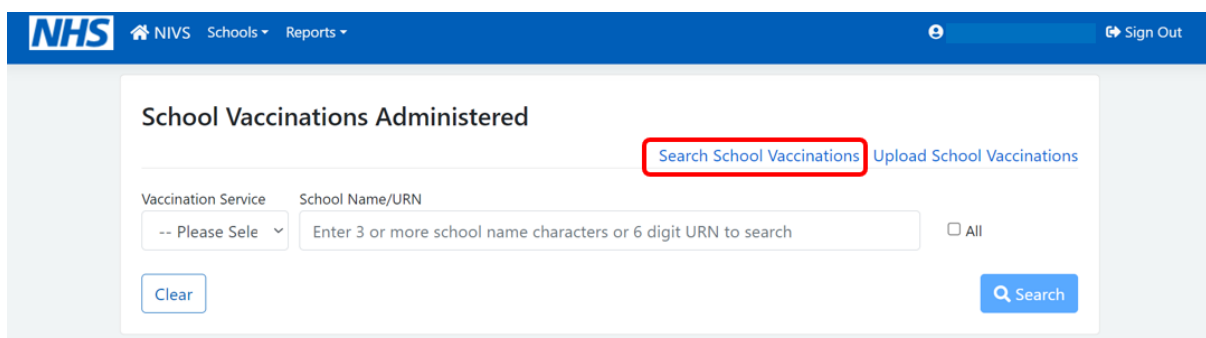 NHS NIVS Schools Reports Sign Out
School Vaccinations Administered
Search School Vaccinations Upload School Vaccinations
Vaccination Service School Name/URN
-- Please Sele Enter 3 or more school name characters or 6 digit URN to search All
Clear Search